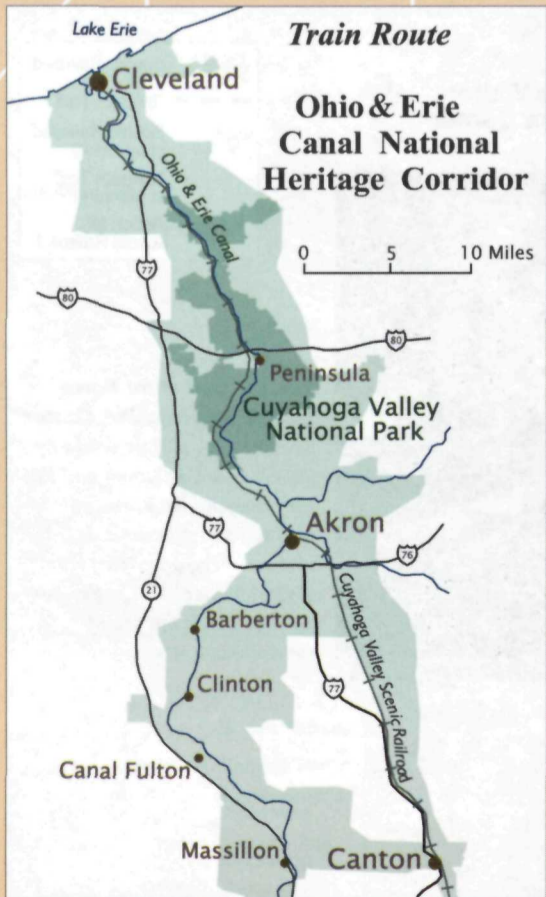 Lake Erie
Train Route
Cleveland
Ohio & Erie
Canal National
Heritage Corridor
Ohio & Erie Canal
0 5 10 Miles
77
80
80
Peninsula
Cuyahoga Valley
National Park
77
Akron
76
21
Cuyahoga Valley Scenic Railroad
Barberton
Clinton
77
Canal Fulton
Massillon
Canton